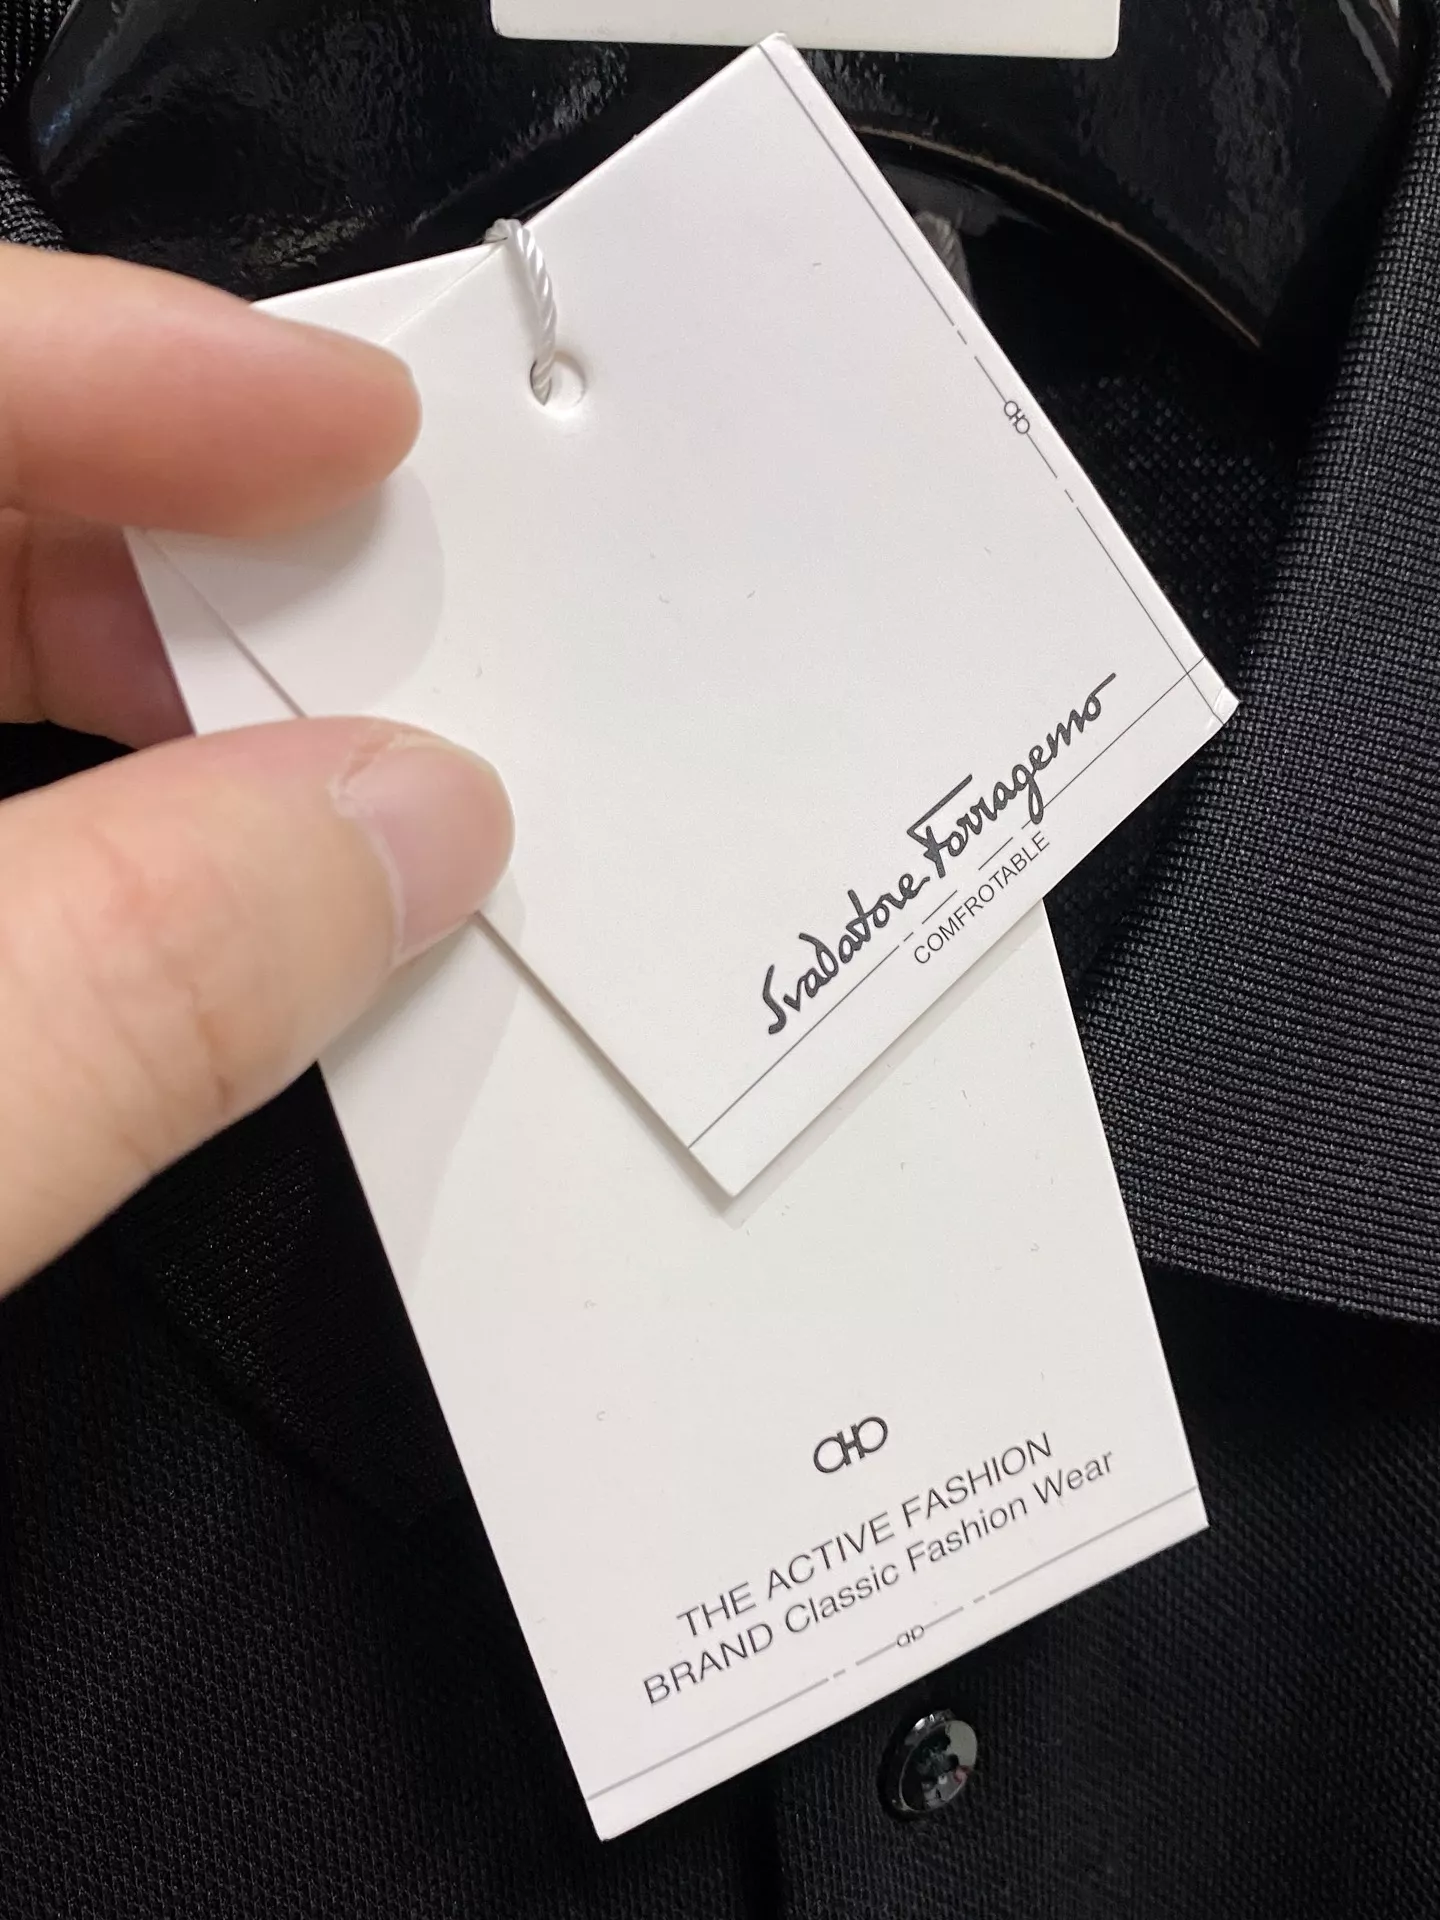 Svadatore Forragemo
COMFROTABLE
THE ACTIVE FASHION
BRAND Classic Fashion Wear